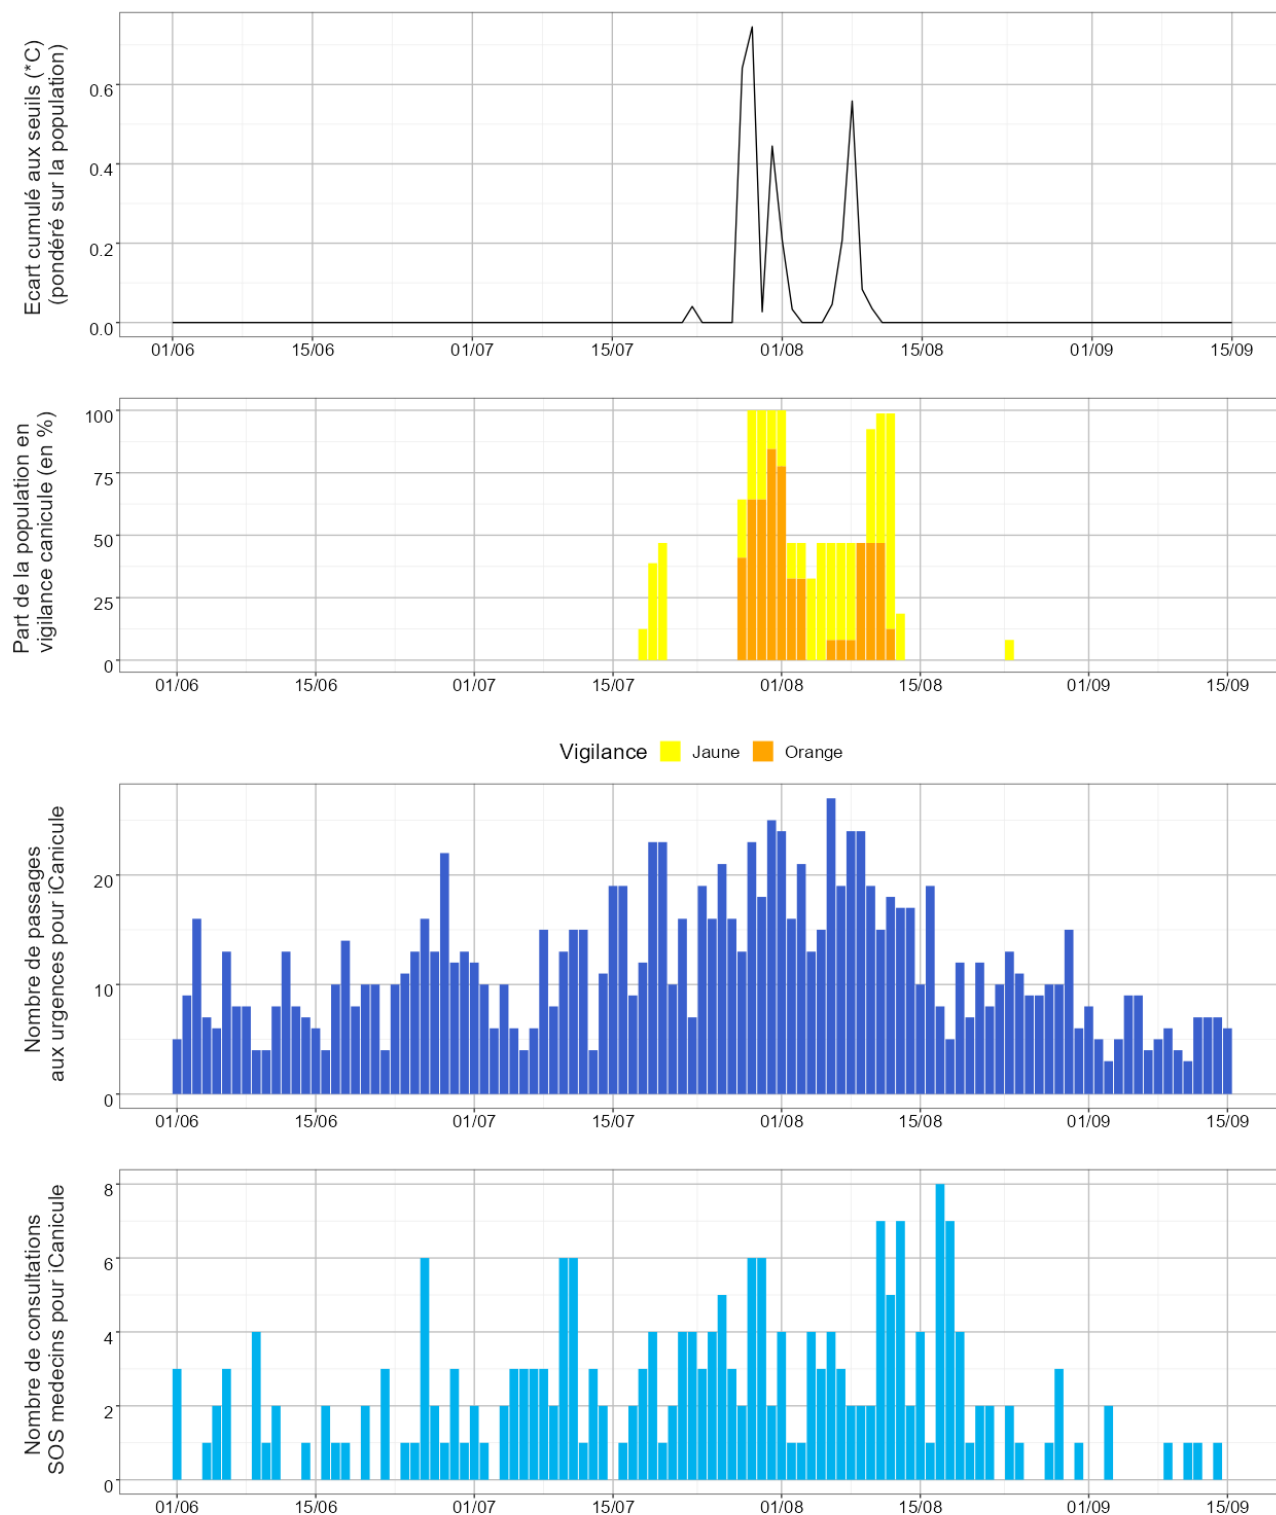 Ecart cumulé aux seuils (*C)
(pondéré sur la population)
0.6
0.4
0.2
0.0
01/06 15/06 01/07 15/07 01/08 15/08 01/09 15/09
Part de la population en
vigilance canicule (en %)
100
75
50
25
0
01/06 15/06 01/07 15/07 01/08 15/08 01/09 15/09
Vigilance Jaune Orange
Nombre de passages
aux urgences pour iCanicule
20
10
0
01/06 15/06 01/07 15/07 01/08 15/08 01/09 15/09
Nombre de consultations
SOS medecins pour iCanicule
8
6
4
2
0
01/06 15/06 01/07 15/07 01/08 15/08 01/09 15/09